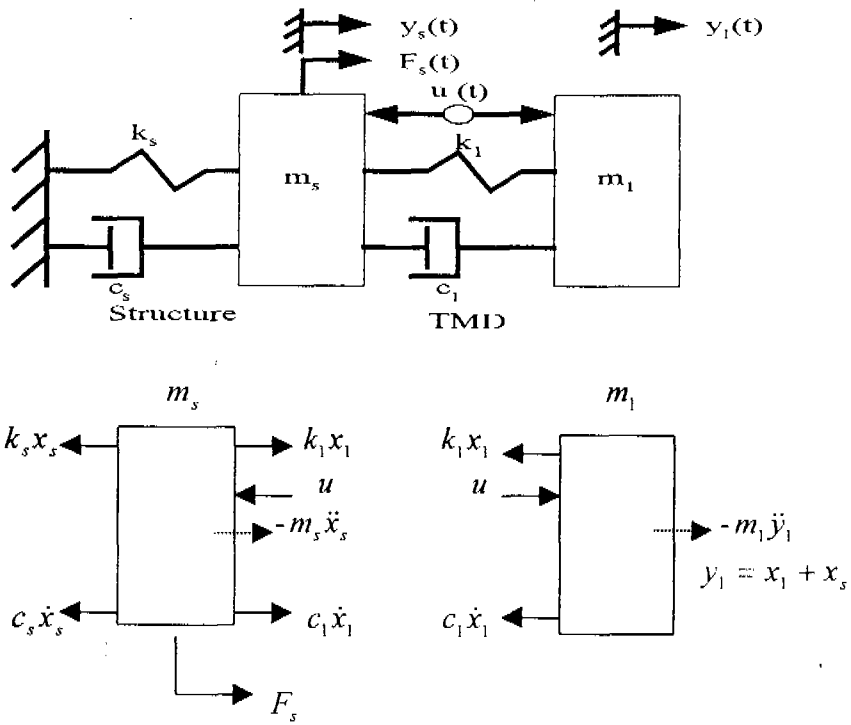 y_s(t)
y_1(t)
F_s(t)
u (t)
k_s
k_1
m_s
m_1
c_s
c_1
Structure
TMD
m_s
m_1
k_s x_s
k_1 x_1
k_1 x_1
u
u
-m_s ẍ_s
-m_1 ÿ_1
y_1 = x_1 + x_s
c_s ẋ_s
c_1 ẋ_1
c_1 ẋ_1
F_s